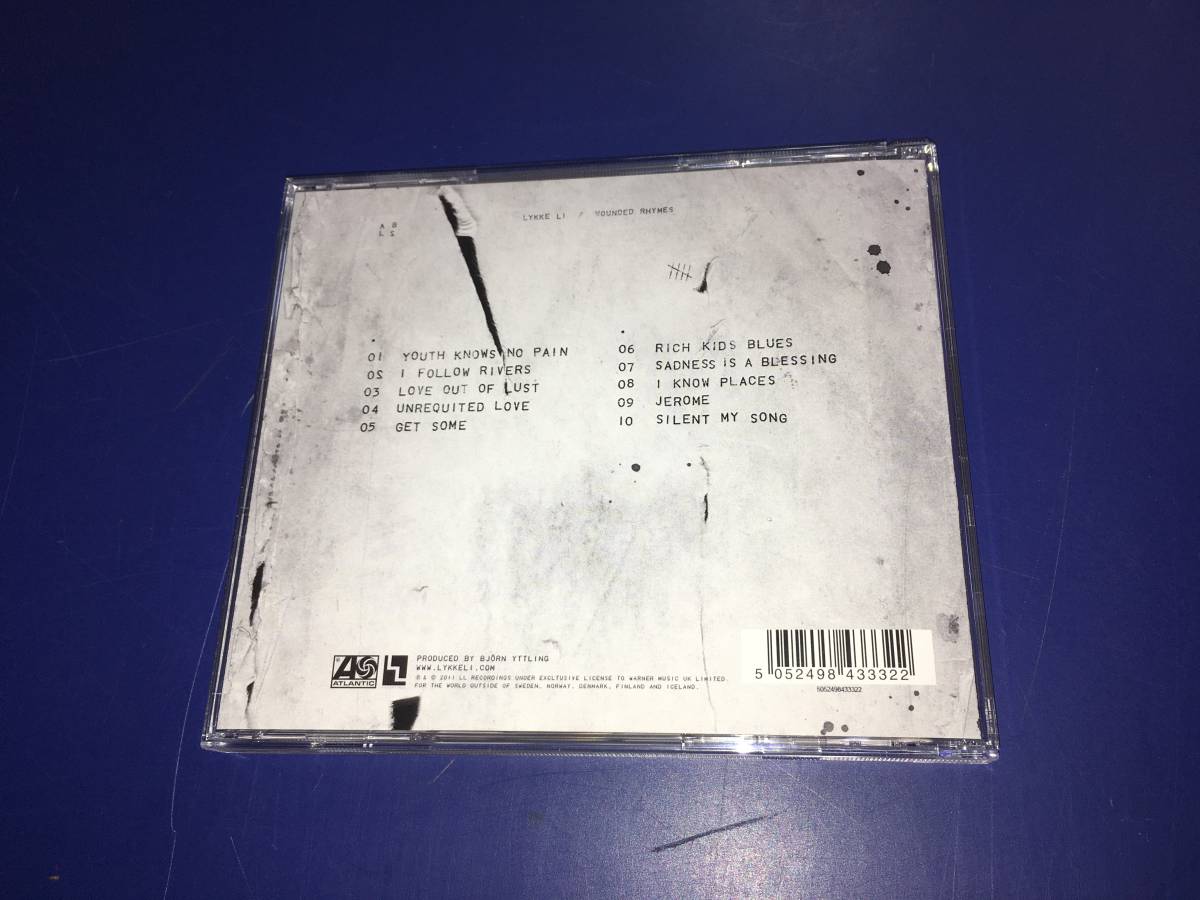 LYKKE LI / WOUNDED RHYMES
01 YOUTH KNOWS NO PAIN
02 I FOLLOW RIVERS
03 LOVE OUT OF LUST
04 UNREQUITED LOVE
05 GET SOME
06 RICH KIDS BLUES
07 SADNESS IS A BLESSING
08 I KNOW PLACES
09 JEROME
10 SILENT MY SONG
ATLANTIC
PRODUCED BY BJÖRN YTTLING
WWW.LYKKELI.COM
℗ & © 2011 LL RECORDINGS UNDER EXCLUTIVE LICENSE TO WARNER MUSIC UK LIMITED.
FOR THE WORLD OUTSIDE OF SWEDEN, NORWAY, DENMARK, FINLAND AND ICELAND.
5 052498 433322
5052498433322